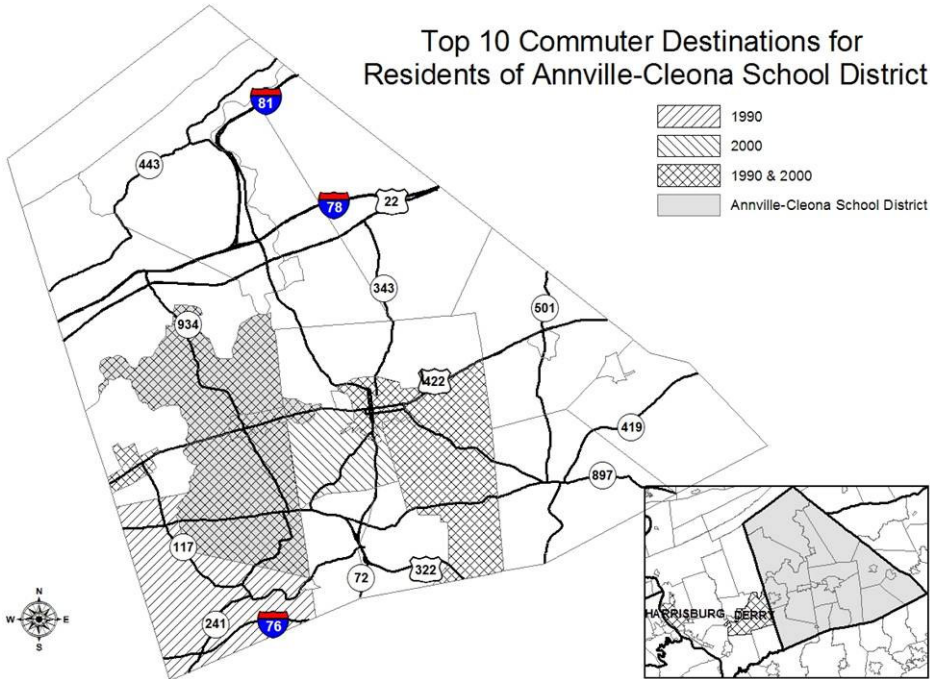 Top 10 Commuter Destinations for
Residents of Annville-Cleona School District
1990
2000
1990 & 2000
Annville-Cleona School District
81
443
78
22
343
501
934
422
419
897
117
72
322
241
76
N
W
E
S
HARRISBURG
DERRY